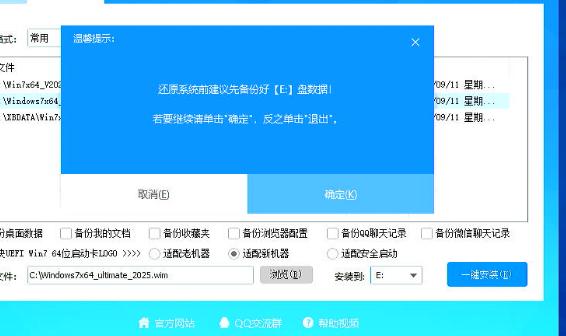 式: 常用
温馨提示:
还原系统前建议先备份好【E:】盘数据!
若要继续请单击"确定", 反之单击"退出"。
取消(E)
确定(K)
文件
:\Win7x64_V202
\Windows7x64_
\XBDATA\Win7x
/09/11 星期...
/09/11 星期...
/09/11 星期...
份桌面数据 备份我的文档 备份收藏夹 备份浏览器配置 备份QQ聊天记录 备份微信聊天记录
UEFI Win7 64位启动卡LOGO >>>> 适配老机器 适配新机器 适配安全启动
文件: C:\Windows7x64_ultimate_2025.wim 浏览(B) 安装到: E: 一键安装(I)
官方网站 QQ交流群 帮助视频